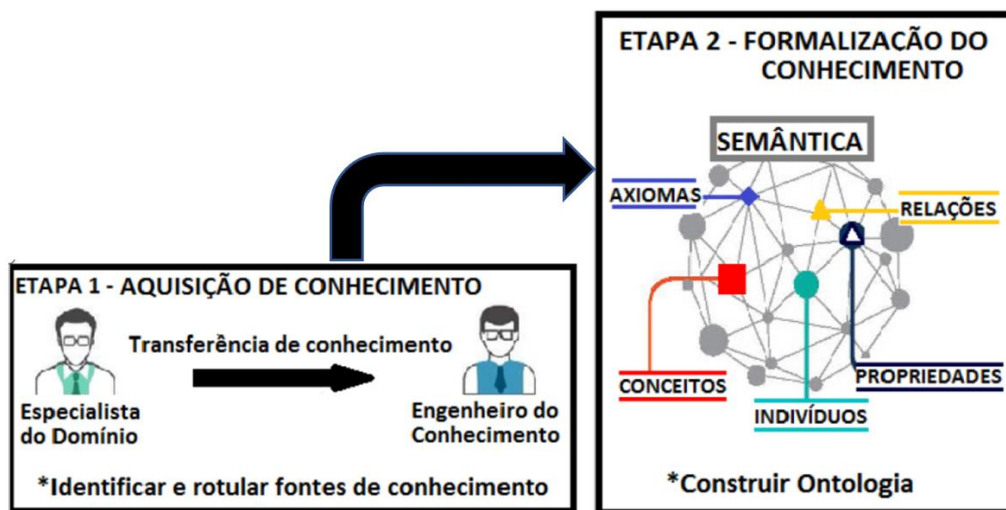 ETAPA 1 - AQUISIÇÃO DE CONHECIMENTO
Transferência de conhecimento
Especialista
do Domínio
Engenheiro do
Conhecimento
*Identificar e rotular fontes de conhecimento
ETAPA 2 - FORMALIZAÇÃO DO
CONHECIMENTO
SEMÂNTICA
AXIOMAS
RELAÇÕES
CONCEITOS
PROPRIEDADES
INDIVÍDUOS
*Construir Ontologia